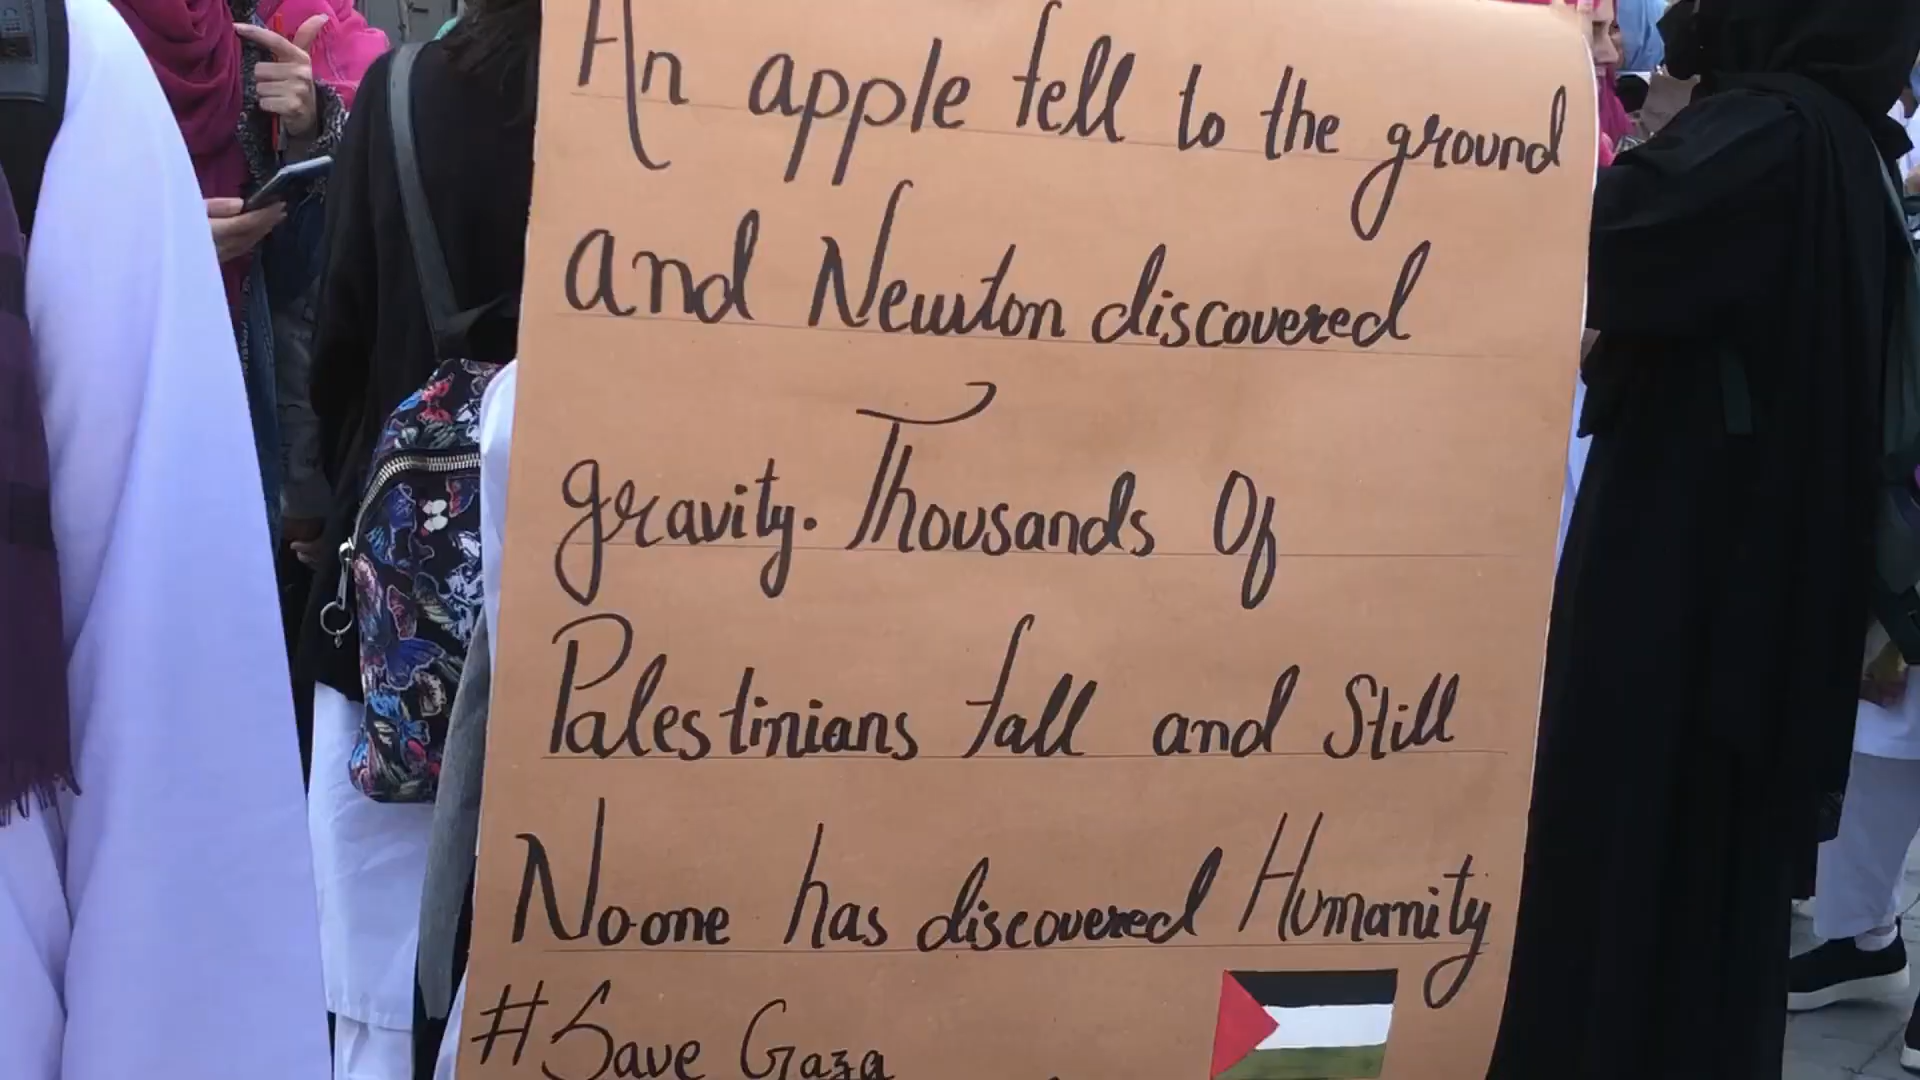 An apple fell to the ground
and Newton discovered
gravity. Thousands Of
Palestinians fall and Still
No one has discovered Humanity
#Save Gaza